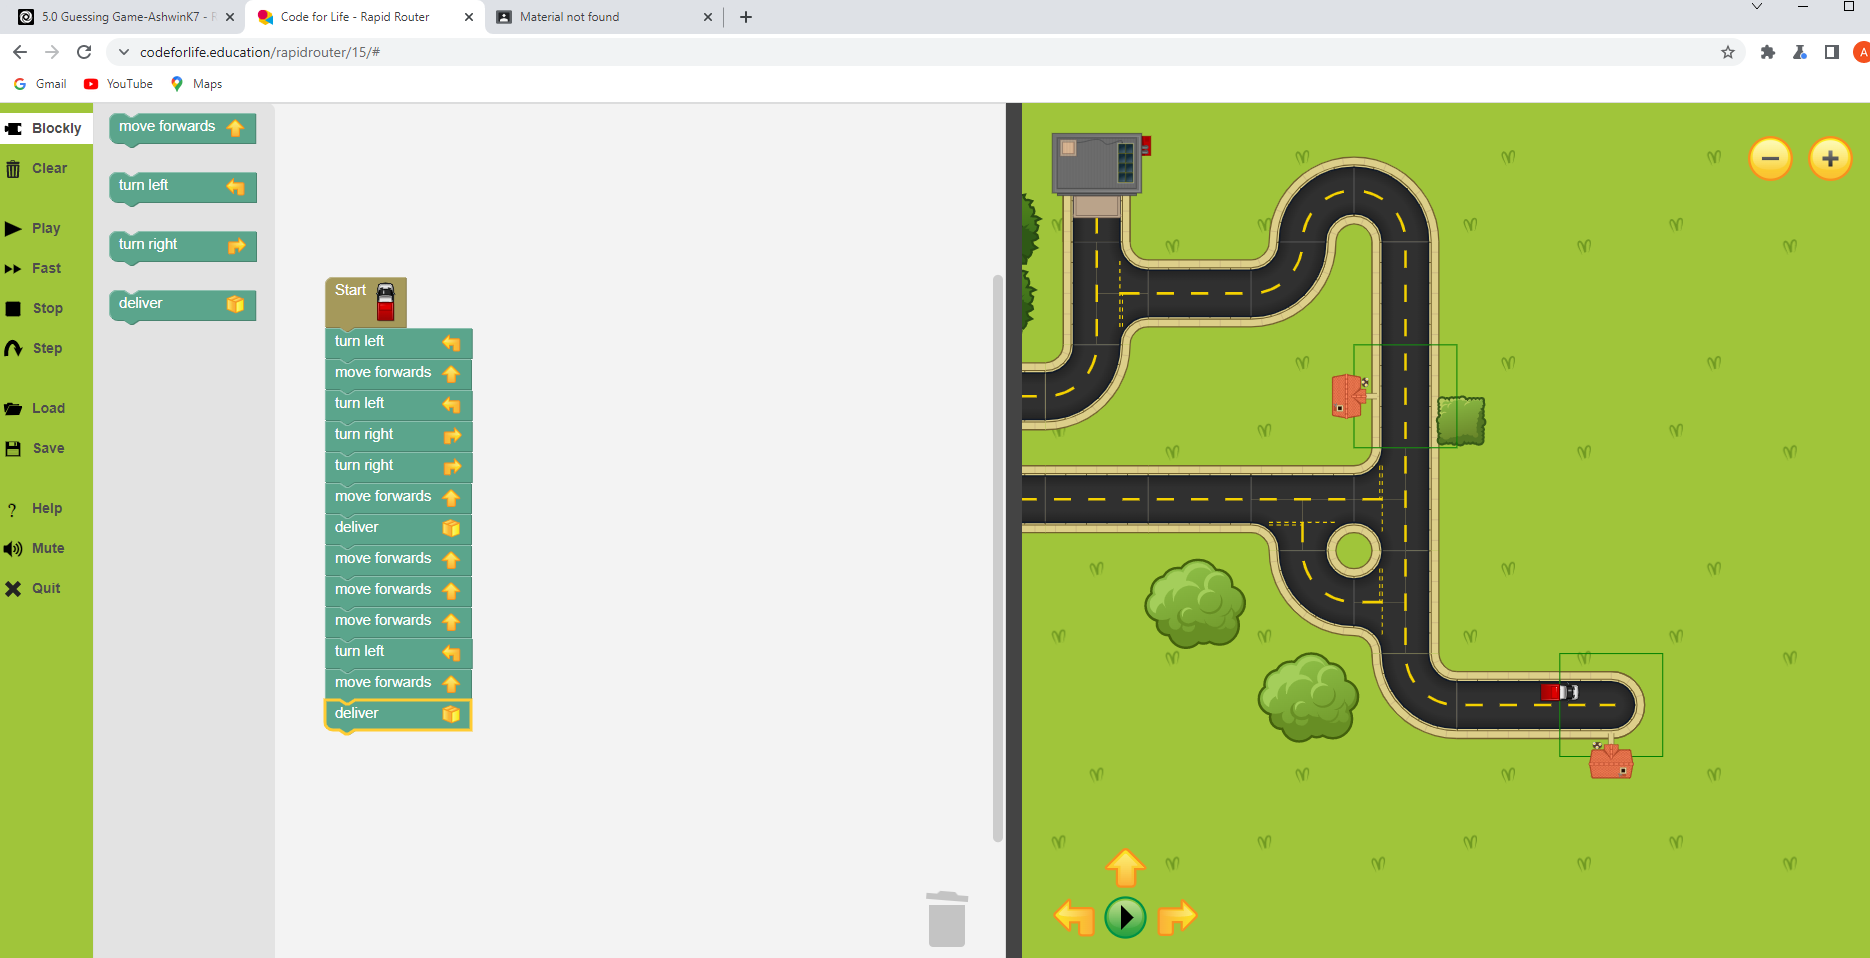 5.0 Guessing Game-AshwinK7 - R
Code for Life - Rapid Router
Material not found
codeforlife.education/rapidrouter/15/#
A
Gmail
YouTube
Maps
Blockly
Clear
Play
Fast
Stop
Step
Load
Save
?
Help
Mute
Quit
move forwards
turn left
turn right
deliver
Start
turn left
move forwards
turn left
turn right
turn right
move forwards
deliver
move forwards
move forwards
move forwards
turn left
move forwards
deliver